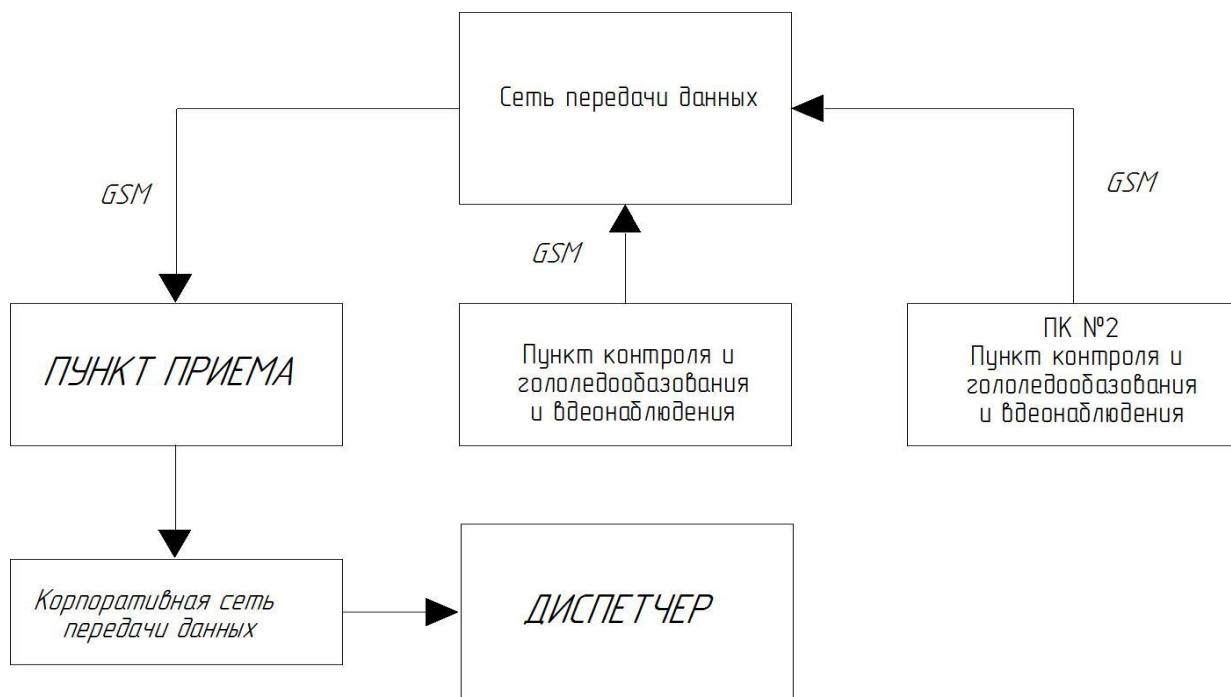 Сеть передачи данных
GSM
GSM
GSM
ПУНКТ ПРИЕМА
Пункт контроля и
гололедообазования
и вдеонаблюдения
ПК №2
Пункт контроля и
гололедообазования
и вдеонаблюдения
Корпоративная сеть
передачи данных
ДИСПЕТЧЕР